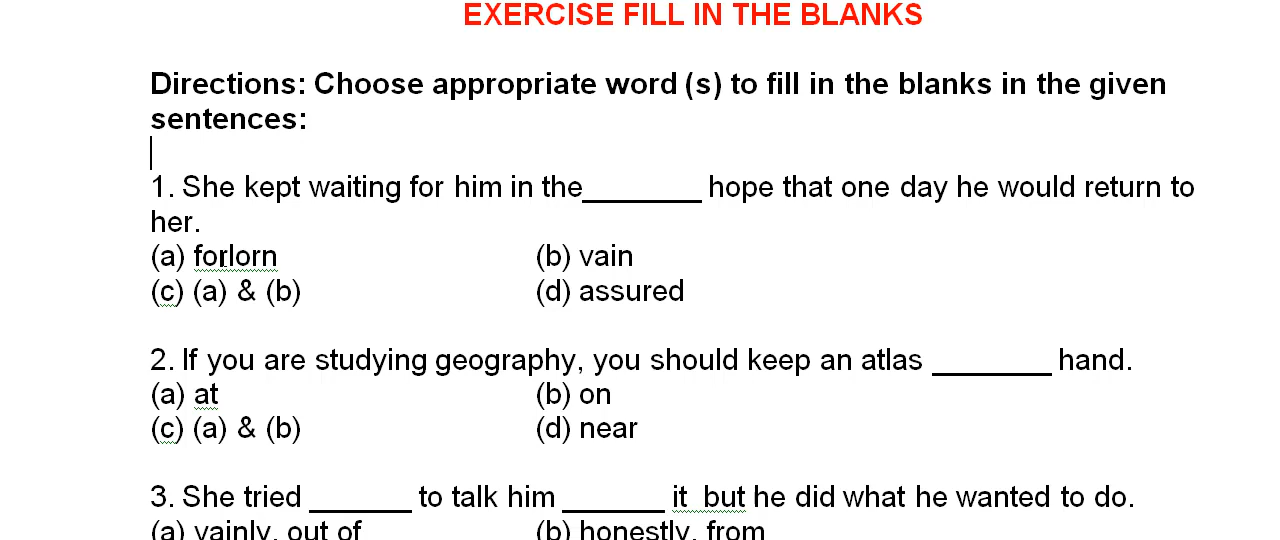 EXERCISE FILL IN THE BLANKS
Directions: Choose appropriate word (s) to fill in the blanks in the given
sentences:
1. She kept waiting for him in the_______ hope that one day he would return to
her.
(a) forlorn (b) vain
(c) (a) & (b) (d) assured
2. If you are studying geography, you should keep an atlas _______ hand.
(a) at (b) on
(c) (a) & (b) (d) near
3. She tried ______ to talk him ______ it  but he did what he wanted to do.
(a) vainly, out of (b) honestly, from